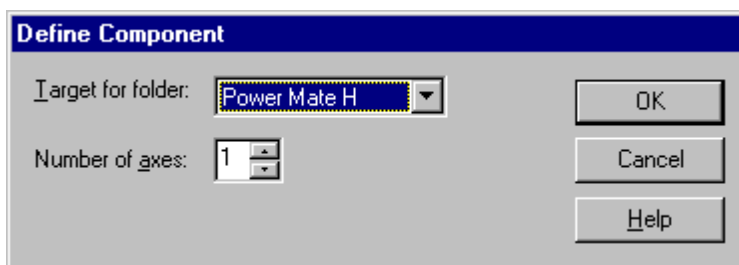 Define Component
Target for folder: Power Mate H OK
Number of axes: 1 Cancel
Help